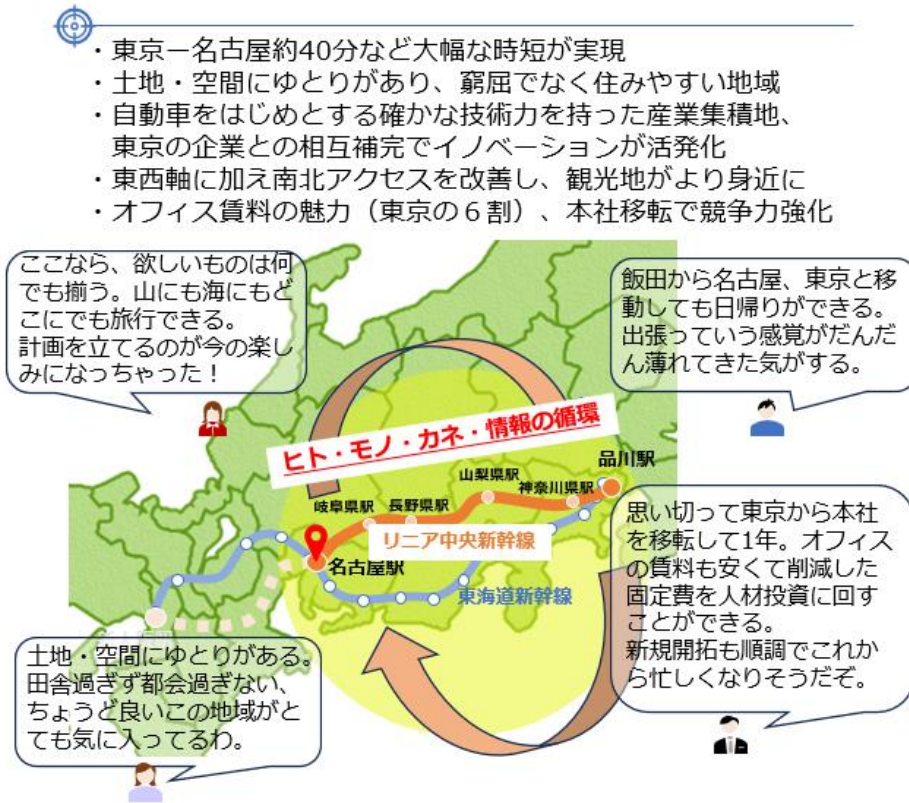 ・東京－名古屋約40分など大幅な時短が実現
・土地・空間にゆとりがあり、窮屈でなく住みやすい地域
・自動車をはじめとする確かな技術力を持った産業集積地、
東京の企業との相互補完でイノベーションが活発化
・東西軸に加え南北アクセスを改善し、観光地がより身近に
・オフィス賃料の魅力（東京の６割）、本社移転で競争力強化
ここなら、欲しいものは何
でも揃う。山にも海にもど
こにでも旅行できる。
計画を立てるのが今の楽し
みになっちゃった！
飯田から名古屋、東京と移
動しても日帰りができる。
出張っていう感覚がだんだ
ん薄れてきた気がする。
ヒト・モノ・カネ・情報の循環
品川駅
山梨県駅
神奈川県駅
岐阜県駅
長野県駅
リニア中央新幹線
名古屋駅
東海道新幹線
思い切って東京から本社
を移転して1年。オフィス
の賃料も安くて削減した
固定費を人材投資に回す
ことができる。
新規開拓も順調でこれか
ら忙しくなりそうだぞ。
土地・空間にゆとりがある。
田舎過ぎず都会過ぎない、
ちょうど良いこの地域がと
ても気に入ってるわ。